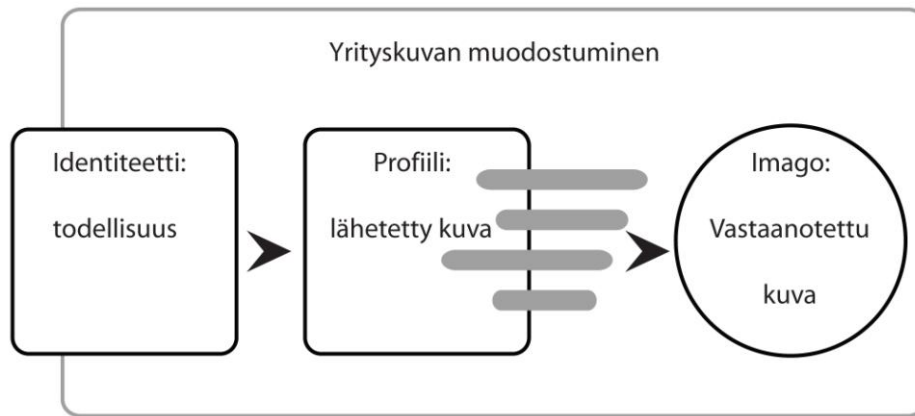 Yrityskuvan muodostuminen
Identiteetti:
todellisuus
Profiili:
lähetetty kuva
Imago:
Vastaanotettu
kuva